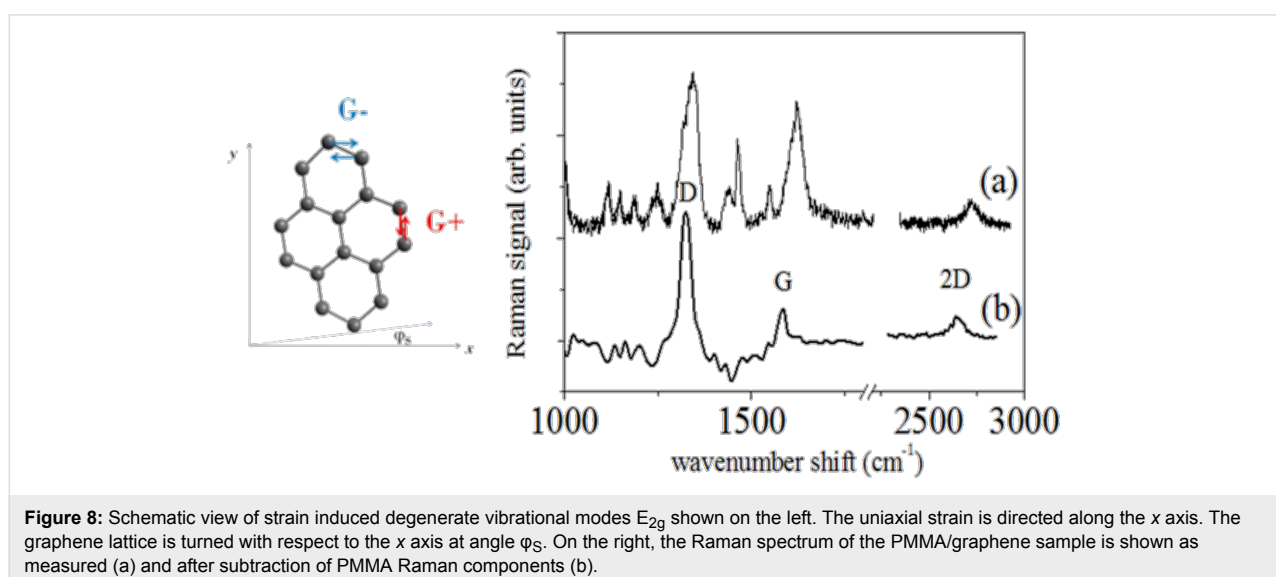 G-
y
G+
φS
x
Raman signal (arb. units)
(a)
D
G
2D
(b)
1000
1500
2500
3000
wavenumber shift (cm-1)
Figure 8: Schematic view of strain induced degenerate vibrational modes E2g shown on the left. The uniaxial strain is directed along the x axis. The
graphene lattice is turned with respect to the x axis at angle φS. On the right, the Raman spectrum of the PMMA/graphene sample is shown as
measured (a) and after subtraction of PMMA Raman components (b).